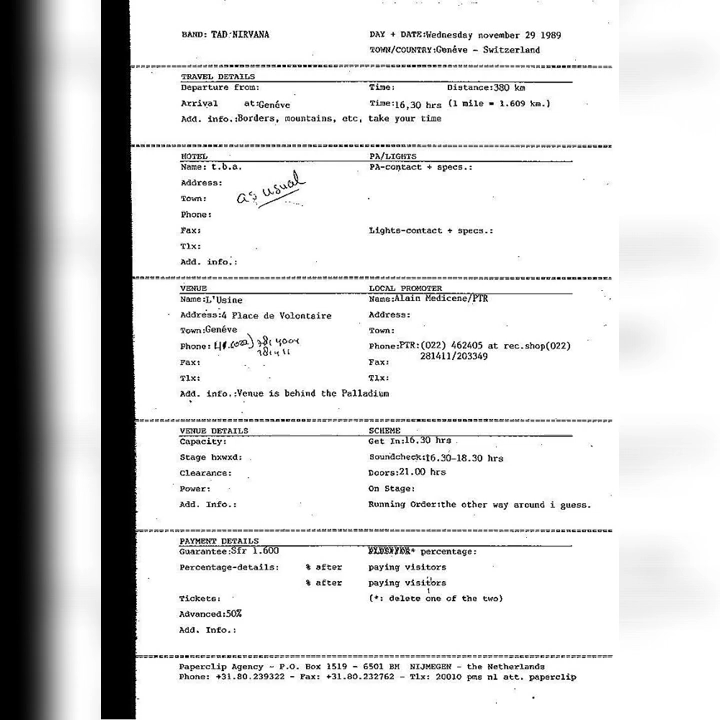 BAND: TAD NIRVANA DAY + DATE:Wednesday november 29 1989
TOWN/COUNTRY:Genéve - Switzerland
TRAVEL DETAILS
Departure from: Time: Distance:380 km
Arrival at:Genéve Time:16,30 hrs (1 mile = 1.609 km.)
Add. info.:Borders, mountains, etc, take your time
HOTEL PA/LIGHTS
Name: t.b.a. PA-contact + specs.:
Address:
as usual
Town:
Phone:
Fax: Lights-contact + specs.:
Tlx:
Add. info.:
VENUE LOCAL PROMOTER
Name:L'Usine Name:Alain Medicene/PTR
Address:4 Place de Volontaire Address:
Town:Genéve Town:
Phone: Phone:PTR:(022) 462405 at rec.shop(022)
281411/203349
Fax: Fax:
Tlx: Tlx:
Add. info.:Venue is behind the Palladium
VENUE DETAILS SCHEME
Capacity: Get In:16.30 hrs
Stage hxwxd: Soundcheck:16.30-18.30 hrs
Clearance: Doors:21.00 hrs
Power: On Stage:
Add. Info.: Running Order:the other way around i guess.
PAYMENT DETAILS
Guarantee:Sfr 1.600 * percentage:
Percentage-details: % after paying visitors
% after paying visitors
Tickets: (*: delete one of the two)
Advanced:50%
Add. Info.:
Paperclip Agency - P.O. Box 1519 - 6501 BM NIJMEGEN - the Netherlands
Phone: +31.80.239322 - Fax: +31.80.232762 - Tlx: 20010 pms nl att. paperclip